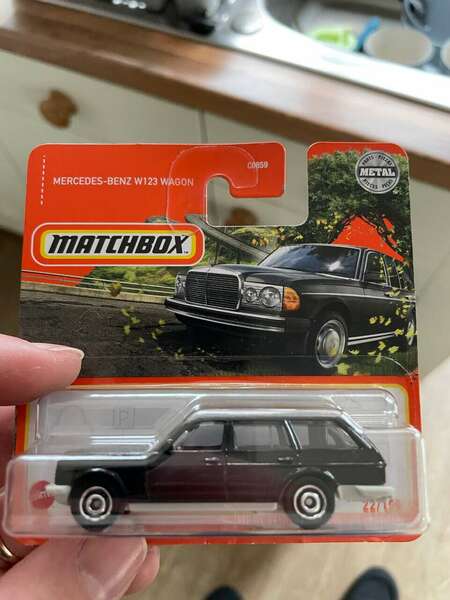 C0859
MERCEDES-BENZ W123 WAGON
METAL
MATCHBOX